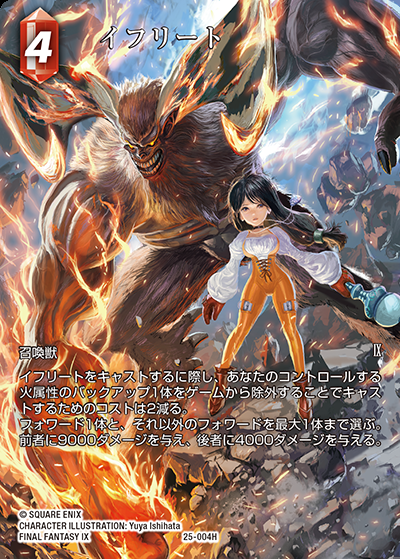 4
イフリート
召喚獣
IX
イフリートをキャストするに際し、あなたのコントロールする
火属性のバックアップ1体をゲームから除外することでキャス
トするためのコストは2減る。
フォワード1体と、それ以外のフォワードを最大1体まで選ぶ。
前者に9000ダメージを与え、後者に4000ダメージを与える。
© SQUARE ENIX
CHARACTER ILLUSTRATION: Yuya Ishihata
FINAL FANTASY IX
25-004H